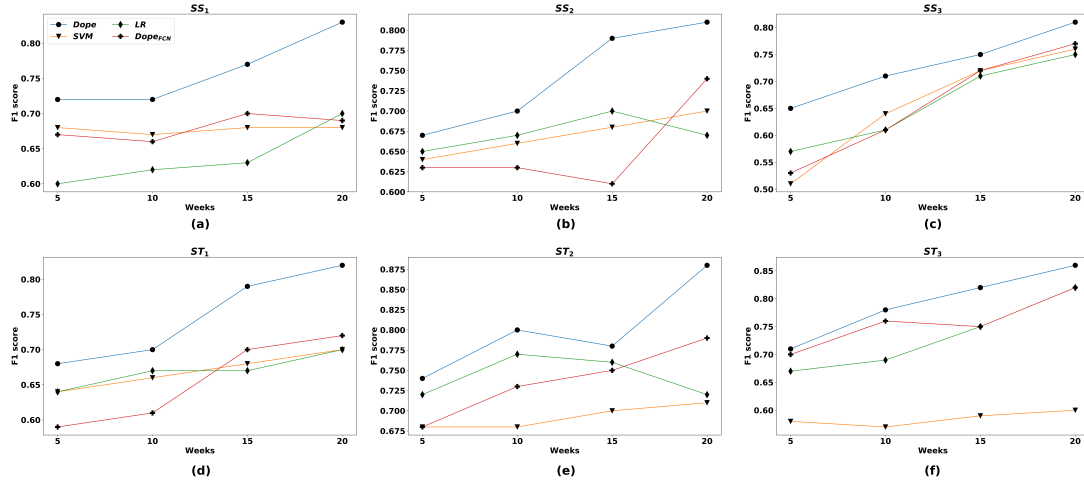 SS1
Dope
SVM
LR
DopeFCN
0.80
0.75
0.70
0.65
0.60
F1 score
5 10 15 20
Weeks
(a)
SS2
0.800
0.775
0.750
0.725
0.700
0.675
0.650
0.625
0.600
F1 score
5 10 15 20
Weeks
(b)
SS3
0.80
0.75
0.70
0.65
0.60
0.55
0.50
F1 score
5 10 15 20
Weeks
(c)
ST1
0.80
0.75
0.70
0.65
0.60
F1 score
5 10 15 20
Weeks
(d)
ST2
0.875
0.850
0.825
0.800
0.775
0.750
0.725
0.700
0.675
F1 score
5 10 15 20
Weeks
(e)
ST3
0.85
0.80
0.75
0.70
0.65
0.60
F1 score
5 10 15 20
Weeks
(f)